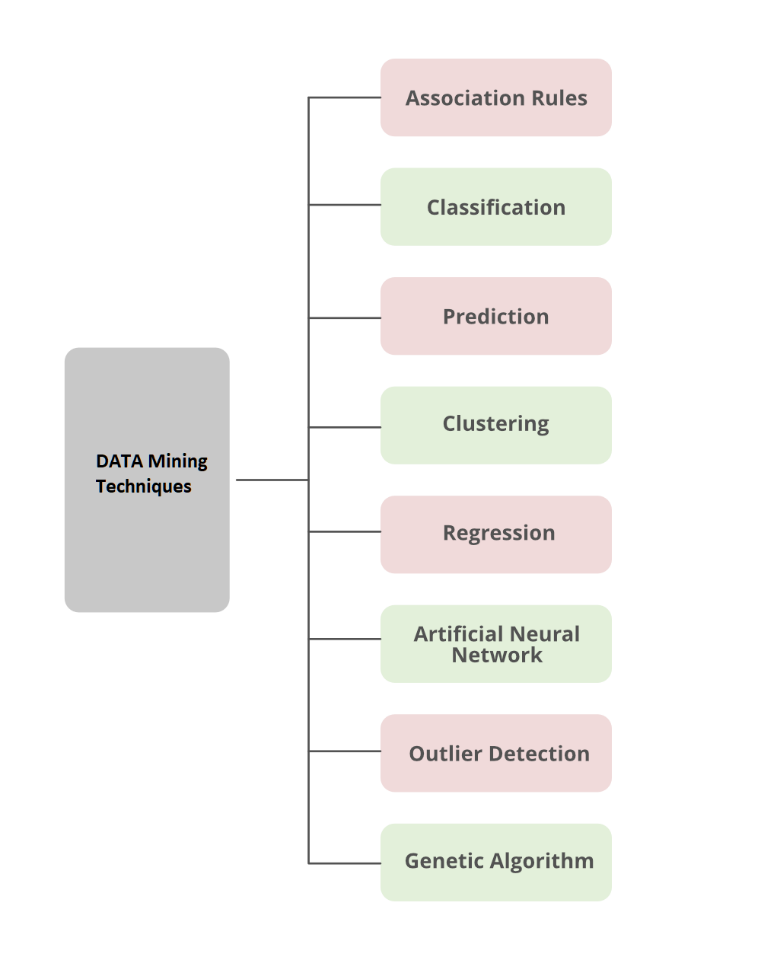 Association Rules
Classification
Prediction
Clustering
DATA Mining
Techniques
Regression
Artificial Neural
Network
Outlier Detection
Genetic Algorithm